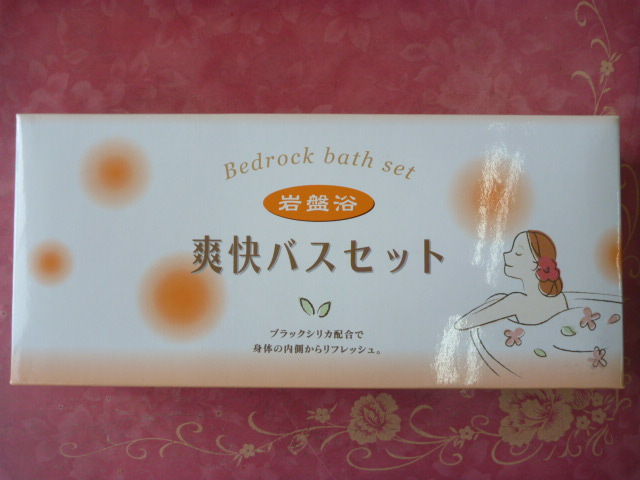 Bedrock bath set
岩盤浴
爽快バスセット
ブラックシリカ配合で
身体の内側からリフレッシュ。